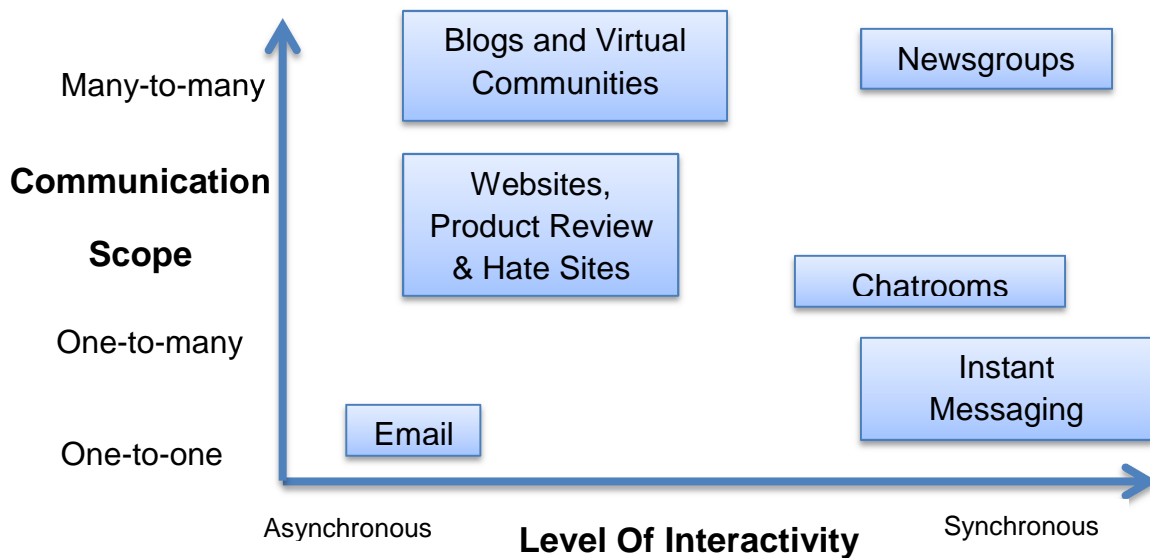 Blogs and Virtual
Communities
Newsgroups
Many-to-many
Communication
Scope
Websites,
Product Review
& Hate Sites
Chatrooms
One-to-many
Instant
Messaging
Email
One-to-one
Asynchronous
Level Of Interactivity
Synchronous